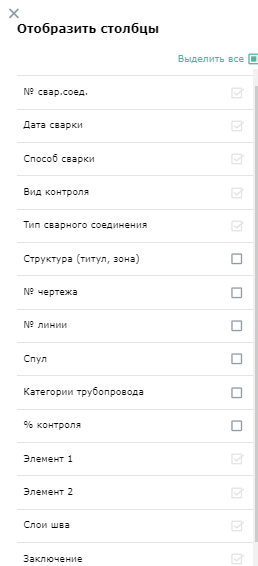 Отобразить столбцы
Выделить все
№ свар.соед.
Дата сварки
Способ сварки
Вид контроля
Тип сварного соединения
Структура (титул, зона)
№ чертежа
№ линии
Спул
Категории трубопровода
% контроля
Элемент 1
Элемент 2
Слои шва
Заключение